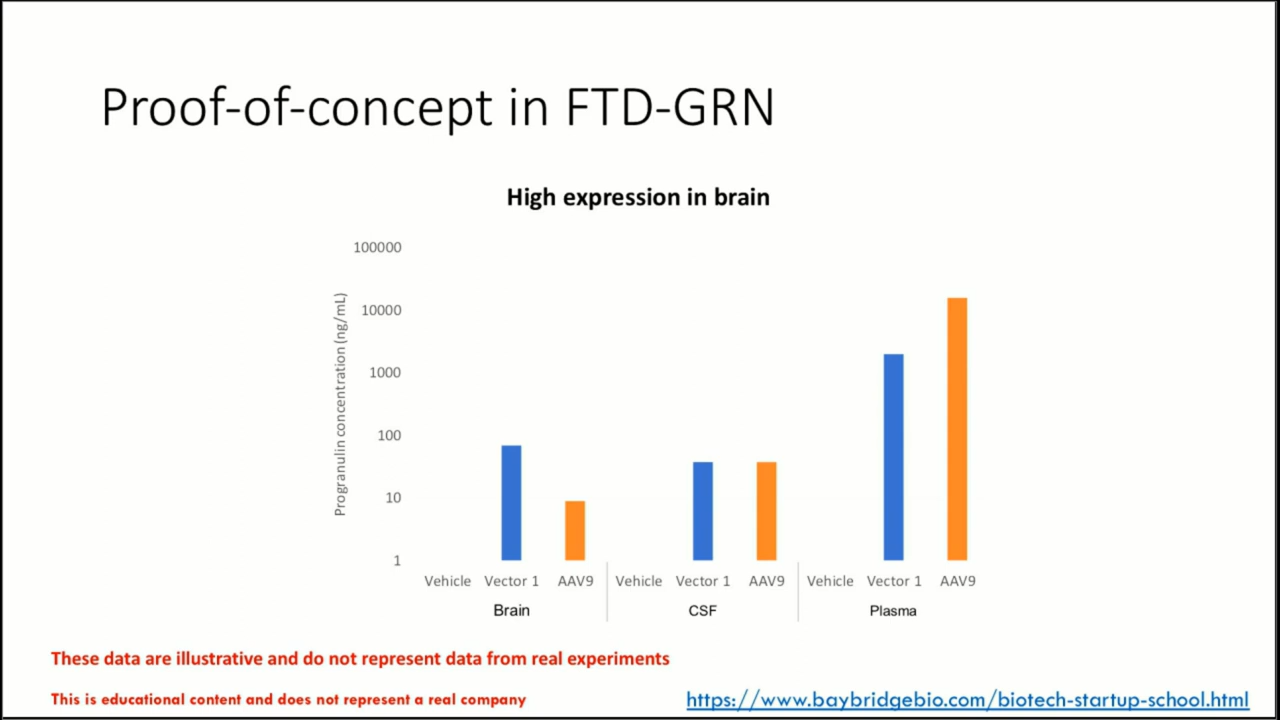 Proof-of-concept in FTD-GRN
High expression in brain
Progranulin concentration (ng/mL)
100000
10000
1000
100
10
1
Vehicle Vector 1 AAV9 Vehicle Vector 1 AAV9 Vehicle Vector 1 AAV9
Brain CSF Plasma
These data are illustrative and do not represent data from real experiments
This is educational content and does not represent a real company
https://www.baybridgebio.com/biotech-startup-school.html